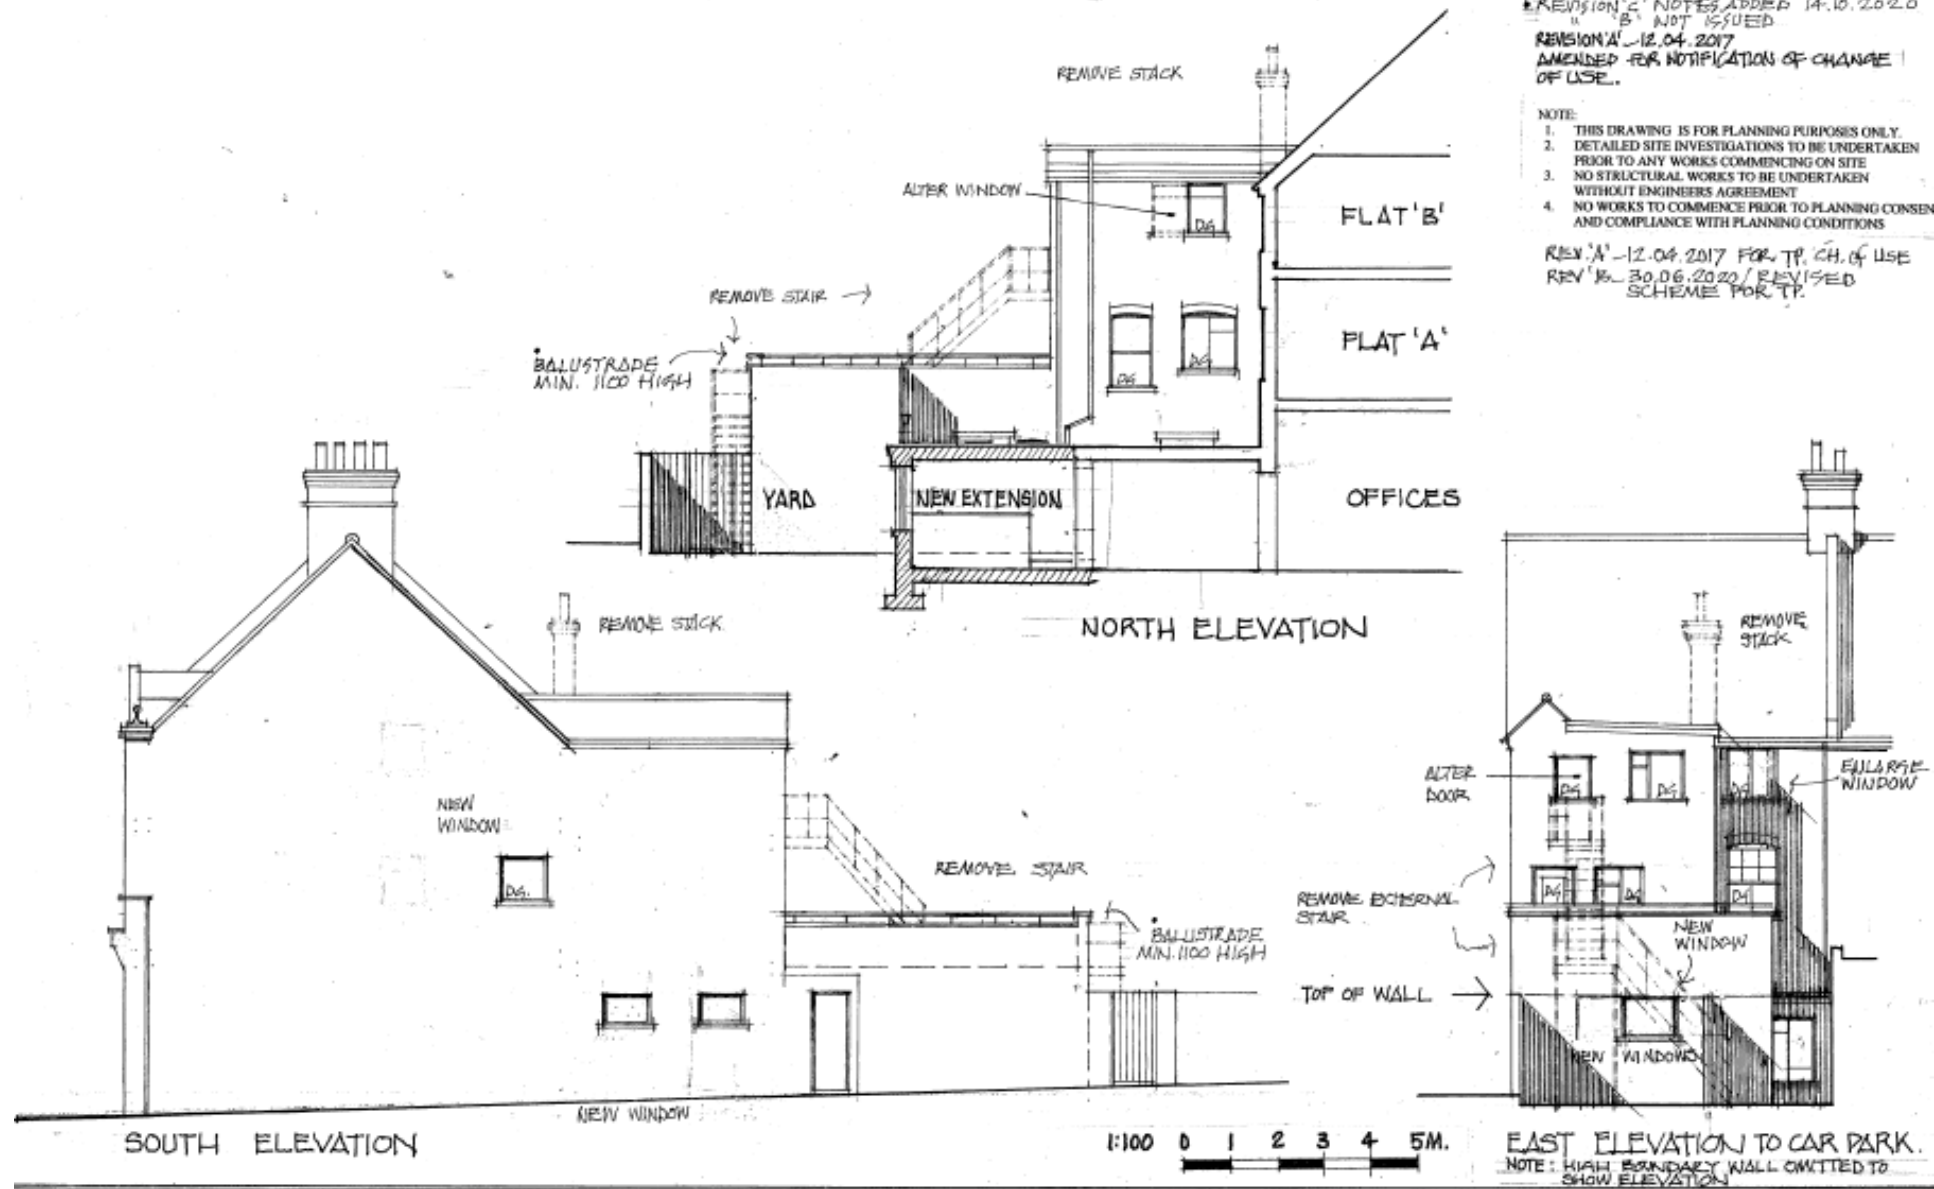 REVISION 'C' NOTES ADDED 14.10.2020
" 'B' NOT ISSUED
REVISION 'A' - 12.04.2017
AMENDED FOR NOTIFICATION OF CHANGE
OF USE.
NOTE:
1. THIS DRAWING IS FOR PLANNING PURPOSES ONLY.
2. DETAILED SITE INVESTIGATIONS TO BE UNDERTAKEN
PRIOR TO ANY WORKS COMMENCING ON SITE
3. NO STRUCTURAL WORKS TO BE UNDERTAKEN
WITHOUT ENGINEERS AGREEMENT
4. NO WORKS TO COMMENCE PRIOR TO PLANNING CONSEN
AND COMPLIANCE WITH PLANNING CONDITIONS
REV. 'A' - 12.04.2017 FOR TP. CH. of USE
REV 'B - 30.06.2020 / REVISED
SCHEME FOR TP.
REMOVE STACK
ALTER WINDOW
DG
FLAT 'B'
REMOVE STAIR
BALUSTRADE
MIN. 1100 HIGH
DG
DG
FLAT 'A'
YARD
NEW EXTENSION
OFFICES
NORTH ELEVATION
REMOVE STACK
NEW
WINDOW
DG.
REMOVE STAIR
BALUSTRADE
MIN. 1100 HIGH
NEW WINDOW
SOUTH ELEVATION
REMOVE
STACK
ALTER
DOOR
DG
DG
DG
ENLARGE
WINDOW
REMOVE EXTERNAL
STAIR
DG
DG
DG
NEW
WINDOW
TOP OF WALL
NEW WINDOWS
1:100 0 1 2 3 4 5M.
EAST ELEVATION TO CAR PARK.
NOTE: HIGH BOUNDARY WALL OMITTED TO
SHOW ELEVATION